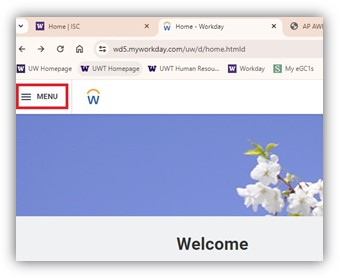 Home | ISC
Home - Workday
AP AW
wd5.myworkday.com/uw/d/home.htmld
UW Homepage
UWT Homepage
UWT Human Resou...
Workday
My eGC1s
MENU
Welcome